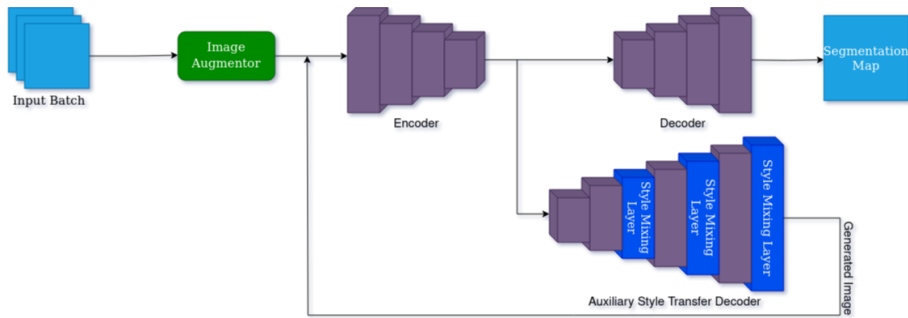 Input Batch
Image
Augmentor
Encoder
Decoder
Segmentation
Map
Style Mixing
Layer
Style Mixing
Layer
Style Mixing Layer
Auxiliary Style Transfer Decoder
Generated Image